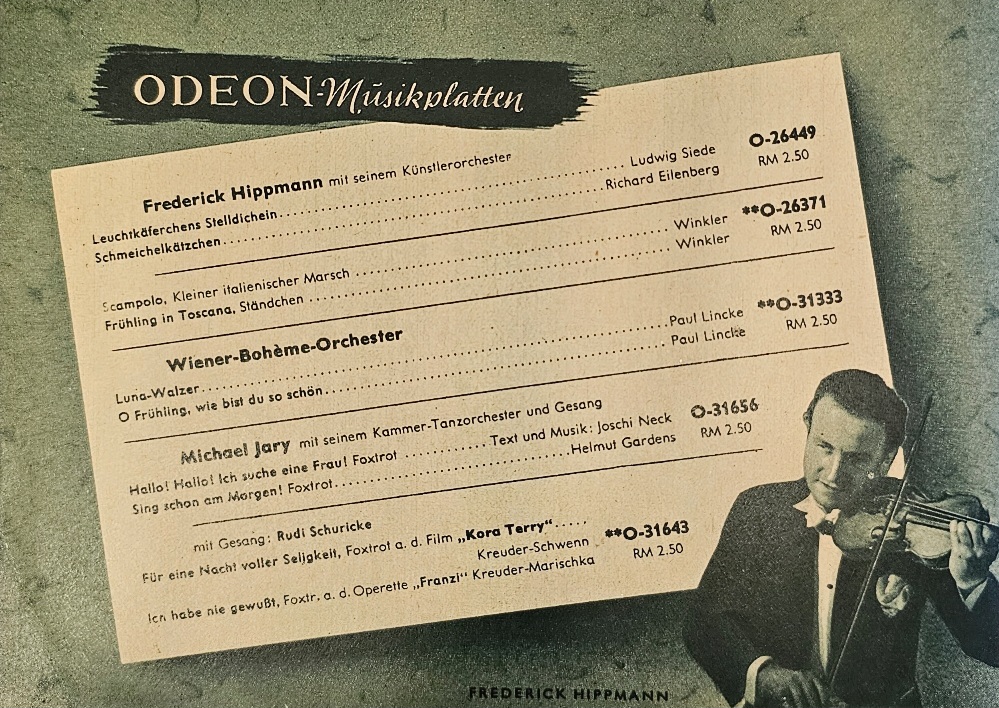 ODEON-Musikplatten
Frederick Hippmann mit seinem Künstlerorchester
O-26449
Leuchtkäferchens Stelldichein.......... Ludwig Siede
RM 2.50
Schmeichelkätzchen.......... Richard Eilenberg
**O-26371
Scampolo, Kleiner italienischer Marsch .......... Winkler
RM 2.50
Frühling in Toscana, Ständchen .......... Winkler
Wiener-Bohème-Orchester
**O-31333
Luna-Walzer.......... Paul Lincke
RM 2.50
O Frühling, wie bist du so schön.......... Paul Lincke
Michael Jary mit seinem Kammer-Tanzorchester und Gesang
O-31656
Hallo! Hallo! Ich suche eine Frau! Foxtrot .......... Text und Musik: Joschi Neck
RM 2.50
Sing schon am Morgen! Foxtrot.......... Helmut Gardens
mit Gesang: Rudi Schuricke
Für eine Nacht voller Seligkeit, Foxtrot a. d. Film „Kora Terry“.....
**O-31643
Kreuder-Schwenn
RM 2.50
Ich habe nie gewußt, Foxtr. a. d. Operette „Franzi“ Kreuder-Marischka
FREDERICK HIPPMANN